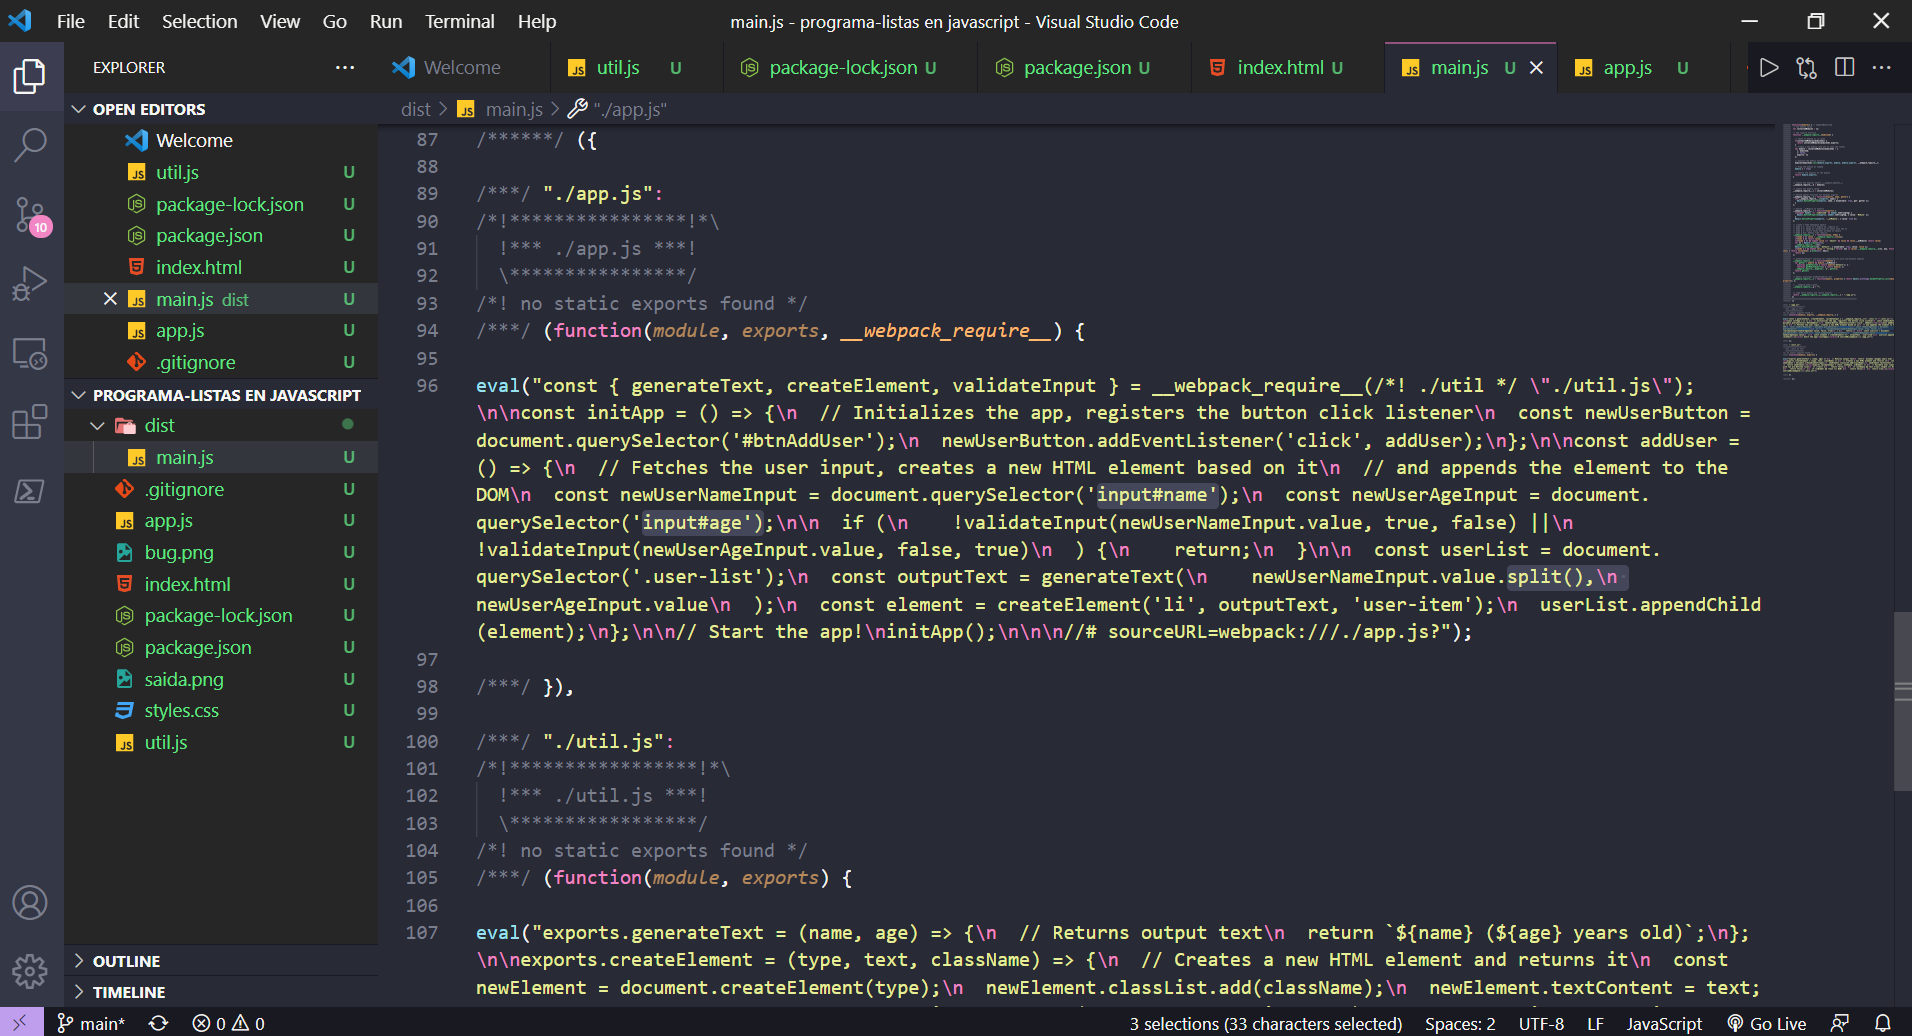 File Edit Selection View Go Run Terminal Help
main.js - programa-listas en javascript - Visual Studio Code
EXPLORER
Welcome
util.js U
package-lock.json U
package.json U
index.html U
main.js U
app.js U
OPEN EDITORS
Welcome
util.js U
package-lock.json U
package.json U
index.html U
main.js dist U
app.js U
.gitignore U
10
PROGRAMA-LISTAS EN JAVASCRIPT
dist
main.js U
.gitignore U
app.js U
bug.png U
index.html U
package-lock.json U
package.json U
saida.png U
styles.css U
util.js U
OUTLINE
TIMELINE
dist > main.js > "./app.js"
87 /******/ ({
88
89 /***/ "./app.js":
90 /*!****************!*\
91 !*** ./app.js ***!
92 \****************/
93 /*! no static exports found */
94 /***/ (function(module, exports, __webpack_require__) {
95
96 eval("const { generateText, createElement, validateInput } = __webpack_require__(/*! ./util */ \"./util.js\");
\n\nconst initApp = () => {\n  // Initializes the app, registers the button click listener\n  const newUserButton =
document.querySelector('#btnAddUser');\n  newUserButton.addEventListener('click', addUser);\n};\n\nconst addUser =
() => {\n  // Fetches the user input, creates a new HTML element based on it\n  // and appends the element to the
DOM\n  const newUserNameInput = document.querySelector('input#name');\n  const newUserAgeInput = document.
querySelector('input#age');\n\n  if (\n    !validateInput(newUserNameInput.value, true, false) ||\n
!validateInput(newUserAgeInput.value, false, true)\n  ) {\n    return;\n  }\n\n  const userList = document.
querySelector('.user-list');\n  const outputText = generateText(\n    newUserNameInput.value.split(),\n
newUserAgeInput.value\n  );\n  const element = createElement('li', outputText, 'user-item');\n  userList.appendChild
(element);\n};\n\n// Start the app!\ninitApp();\n\n\n//# sourceURL=webpack:///./app.js?");
97
98 /***/ }),
99
100 /***/ "./util.js":
101 /*!*****************!*\
102 !*** ./util.js ***!
103 \*****************/
104 /*! no static exports found */
105 /***/ (function(module, exports) {
106
107 eval("exports.generateText = (name, age) => {\n  // Returns output text\n  return `${name} (${age} years old)`;\n};
\n\nexports.createElement = (type, text, className) => {\n  // Creates a new HTML element and returns it\n  const
newElement = document.createElement(type);\n  newElement.classList.add(className);\n  newElement.textContent = text;
main* 0 0
3 selections (33 characters selected) Spaces: 2 UTF-8 LF JavaScript Go Live